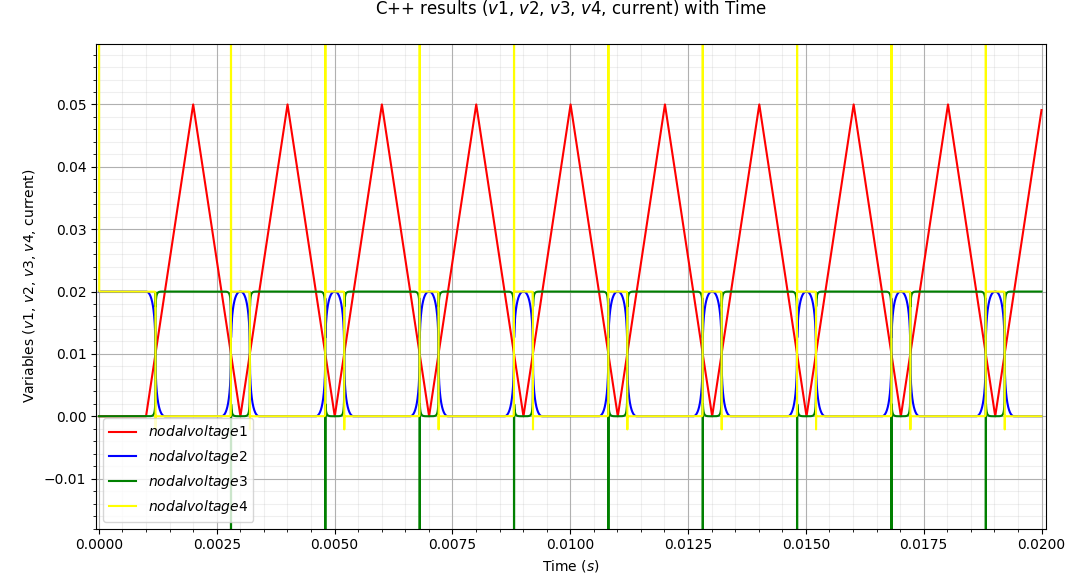 C++ results (v1, v2, v3, v4, current) with Time
Variables (v1, v2, v3, v4, current)
0.05
0.04
0.03
0.02
0.01
0.00
−0.01
nodalvoltage1
nodalvoltage2
nodalvoltage3
nodalvoltage4
0.0000 0.0025 0.0050 0.0075 0.0100 0.0125 0.0150 0.0175 0.0200
Time (s)